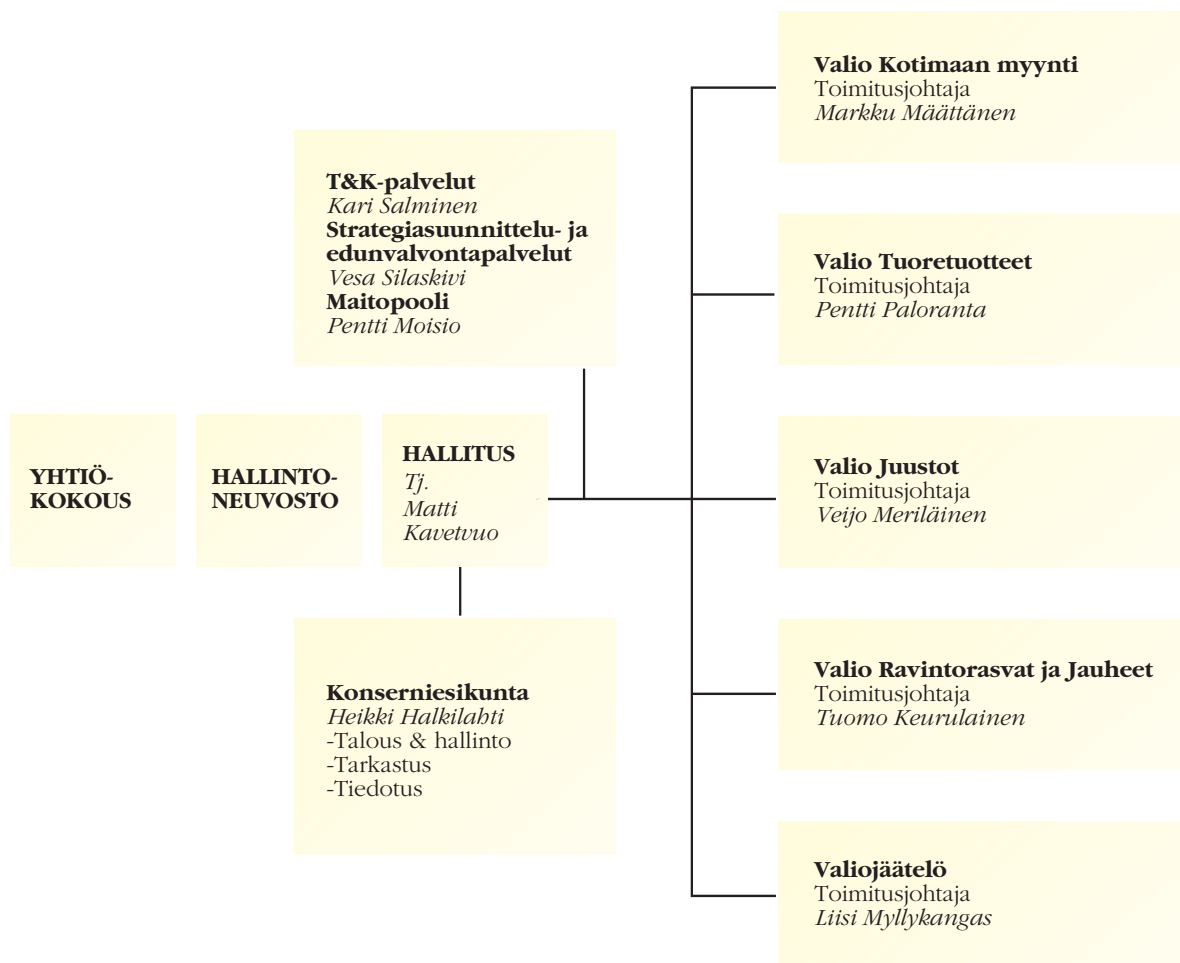 YHTIÖ-
KOKOUS
HALLINTO-
NEUVOSTO
HALLITUS
Tj.
Matti
Kavetvuo
T&K-palvelut
Kari Salminen
Strategiasuunnittelu- ja
edunvalvontapalvelut
Vesa Silaskivi
Maitopooli
Pentti Moisio
Konserniesikunta
Heikki Halkilahti
-Talous & hallinto
-Tarkastus
-Tiedotus
Valio Kotimaan myynti
Toimitusjohtaja
Markku Määttänen
Valio Tuoretuotteet
Toimitusjohtaja
Pentti Paloranta
Valio Juustot
Toimitusjohtaja
Veijo Meriläinen
Valio Ravintorasvat ja Jauheet
Toimitusjohtaja
Tuomo Keurulainen
Valiojäätelö
Toimitusjohtaja
Liisi Myllykangas